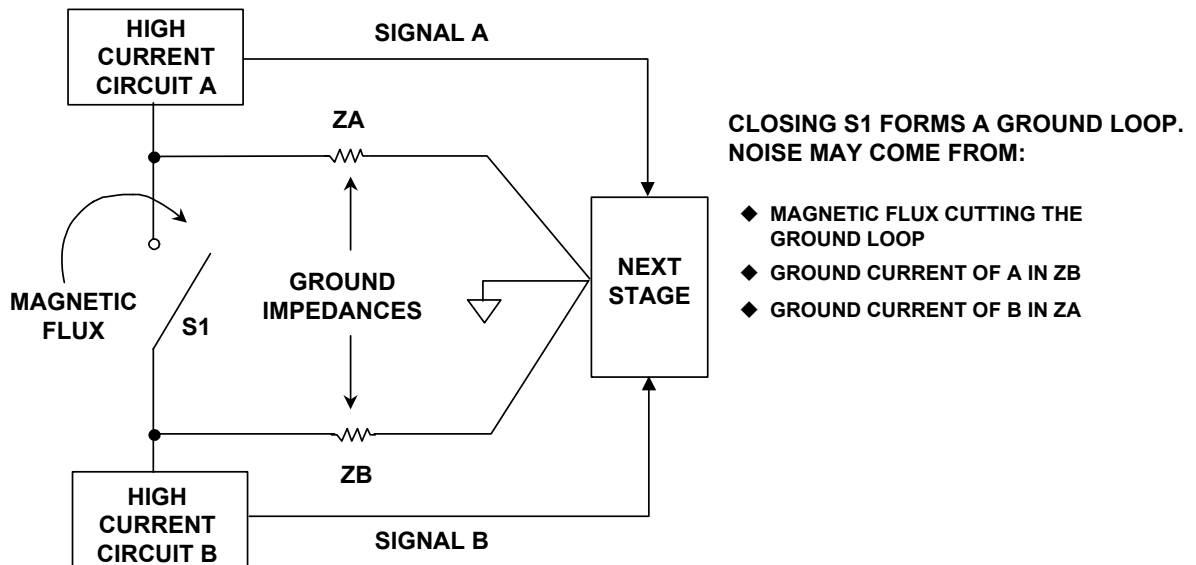 HIGH
CURRENT
CIRCUIT A
SIGNAL A
ZA
CLOSING S1 FORMS A GROUND LOOP.
NOISE MAY COME FROM:
◆ MAGNETIC FLUX CUTTING THE
GROUND LOOP
◆ GROUND CURRENT OF A IN ZB
◆ GROUND CURRENT OF B IN ZA
MAGNETIC
FLUX
S1
GROUND
IMPEDANCES
NEXT
STAGE
ZB
HIGH
CURRENT
CIRCUIT B
SIGNAL B